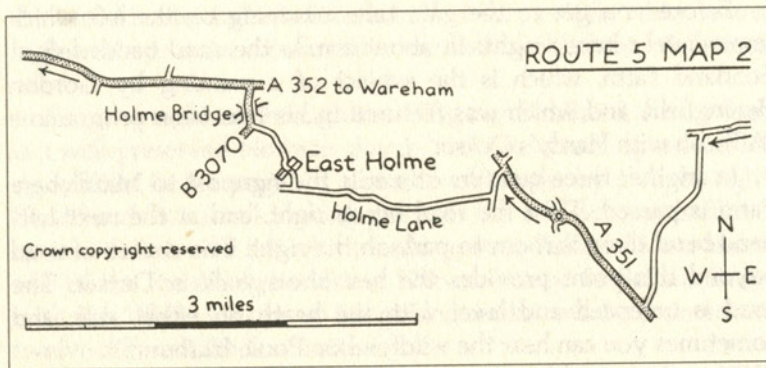 ROUTE 5 MAP 2
A 352 to Wareham
Holme Bridge
B3070
East Holme
Holme Lane
A 351
Crown copyright reserved
3 miles
N
W E
S